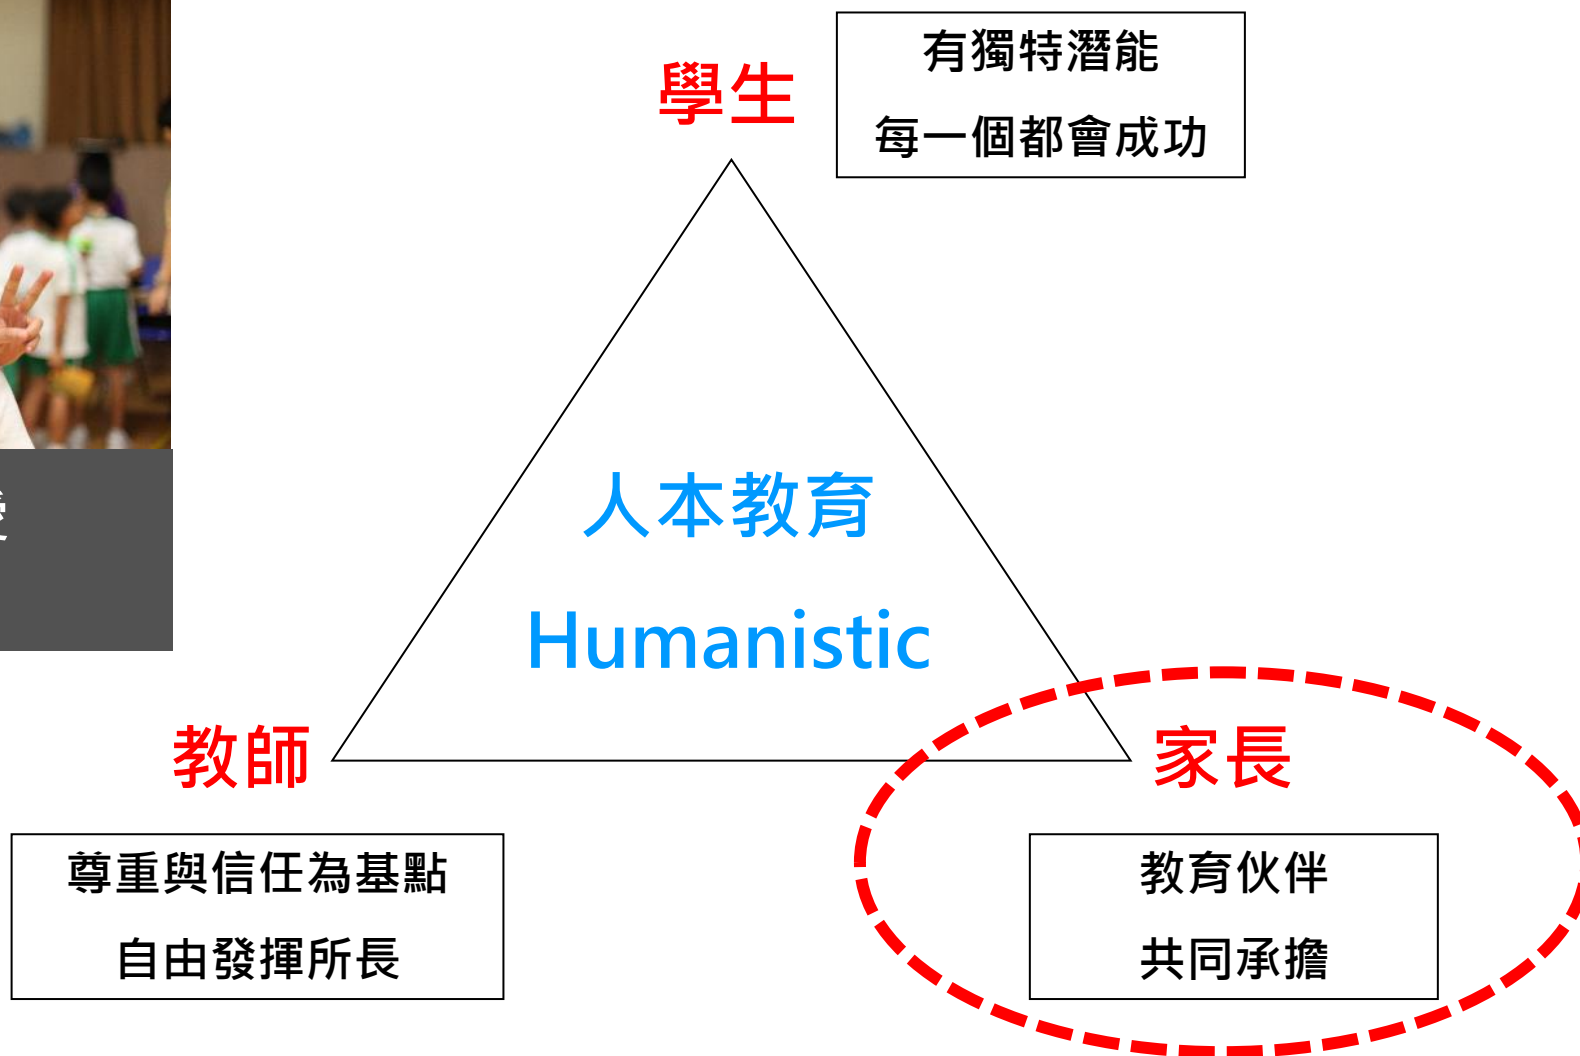 學生
有獨特潛能
每一個都會成功
人本教育
Humanistic
教師
尊重與信任為基點
自由發揮所長
家長
教育伙伴
共同承擔